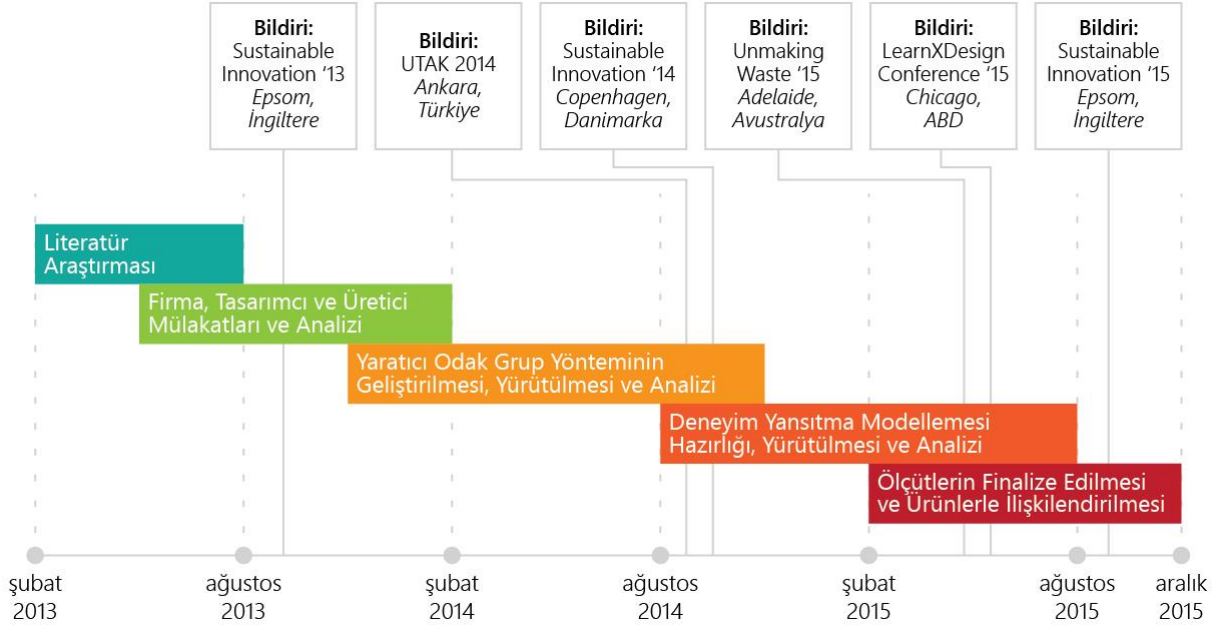 Bildiri:
Sustainable
Innovation ‘13
Epsom,
İngiltere
Bildiri:
UTAK 2014
Ankara,
Türkiye
Bildiri:
Sustainable
Innovation ‘14
Copenhagen,
Danimarka
Bildiri:
Unmaking
Waste ‘15
Adelaide,
Avustralya
Bildiri:
LearnXDesign
Conference ‘15
Chicago,
ABD
Bildiri:
Sustainable
Innovation ‘15
Epsom,
İngiltere
Literatür
Araştırması
Firma, Tasarımcı ve Üretici
Mülakatları ve Analizi
Yaratıcı Odak Grup Yönteminin
Geliştirilmesi, Yürütülmesi ve Analizi
Deneyim Yansıtma Modellemesi
Hazırlığı, Yürütülmesi ve Analizi
Ölçütlerin Finalize Edilmesi
ve Ürünlerle İlişkilendirilmesi
şubat
2013
ağustos
2013
şubat
2014
ağustos
2014
şubat
2015
ağustos
2015
aralık
2015